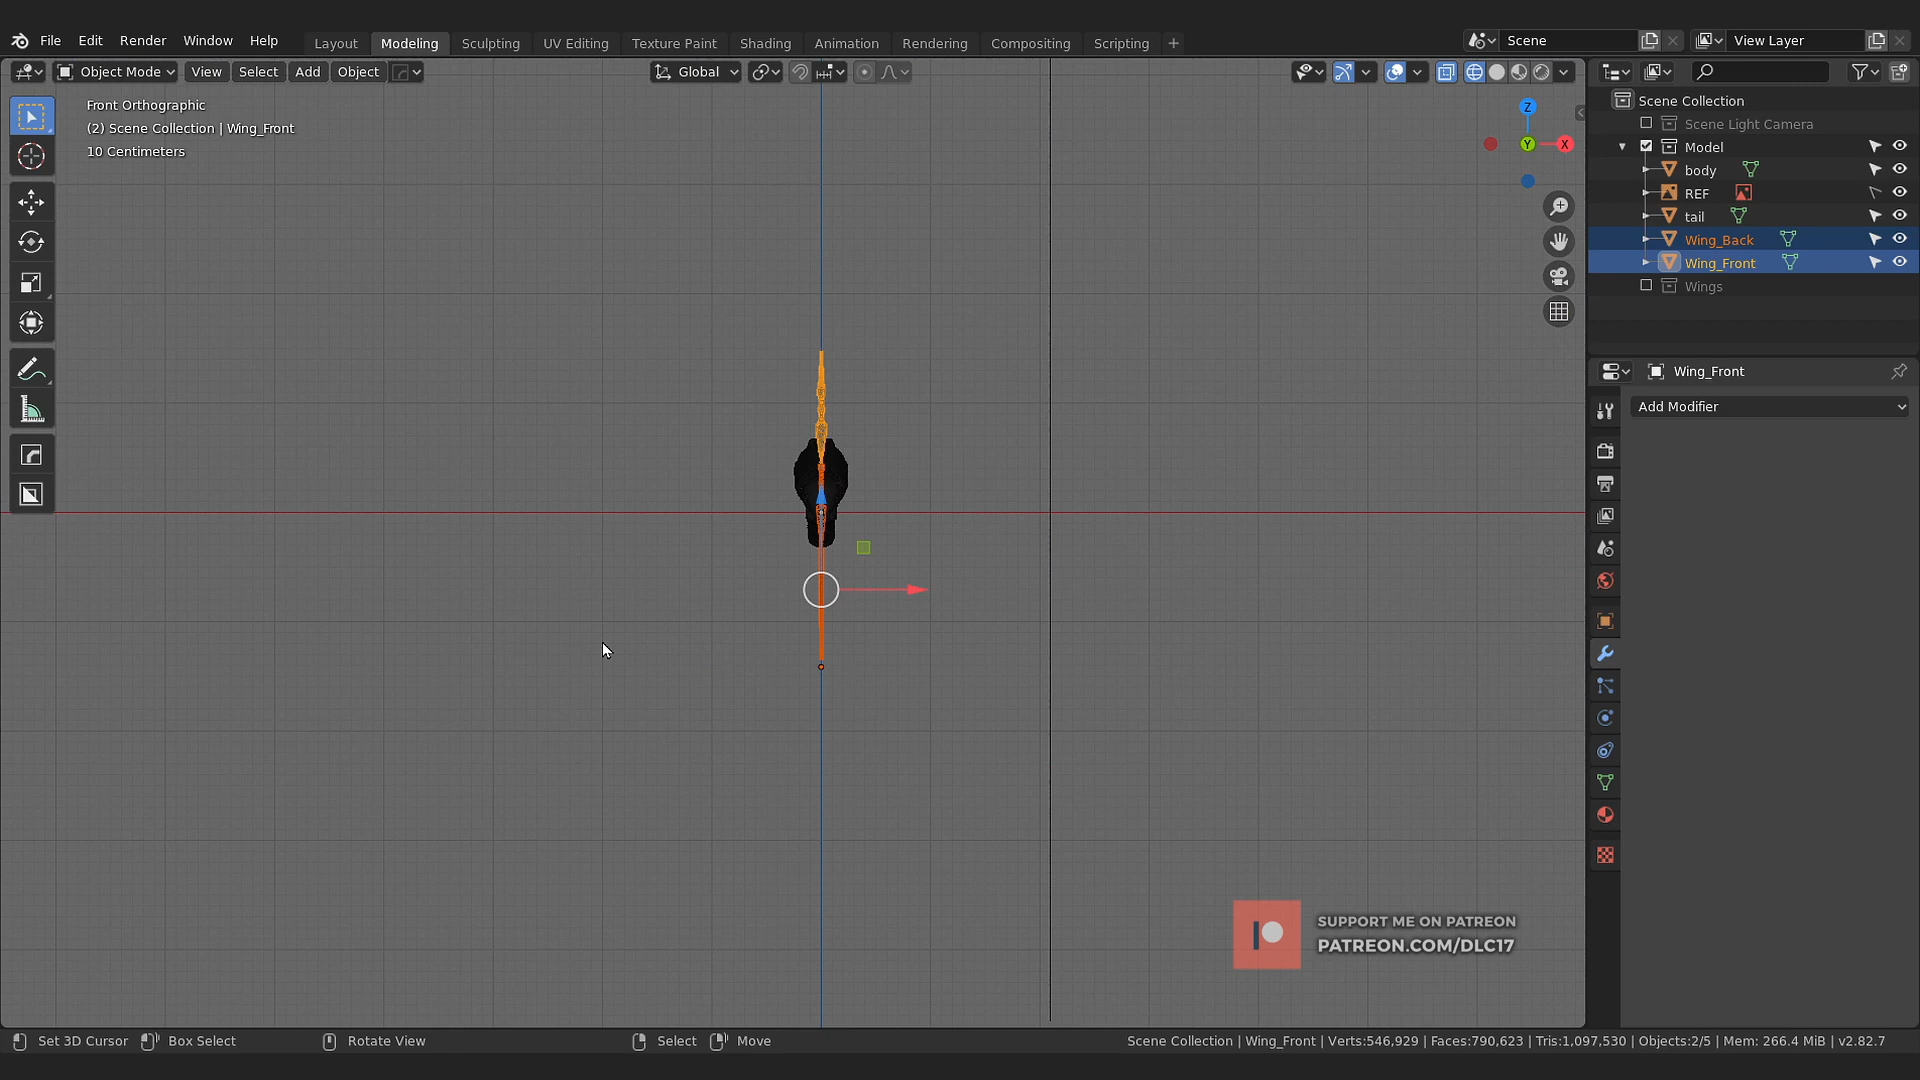 File Edit Render Window Help Layout Modeling Sculpting UV Editing Texture Paint Shading Animation Rendering Compositing Scripting + Scene View Layer
Object Mode View Select Add Object Global
Front Orthographic
(2) Scene Collection | Wing_Front
10 Centimeters
Z
Y
X
Scene Collection
Scene Light Camera
Model
body
REF
tail
Wing_Back
Wing_Front
Wings
Wing_Front
Add Modifier
SUPPORT ME ON PATREON
PATREON.COM/DLC17
Set 3D Cursor Box Select Rotate View Select Move Scene Collection | Wing_Front | Verts:546,929 | Faces:790,623 | Tris:1,097,530 | Objects:2/5 | Mem: 266.4 MiB | v2.82.7